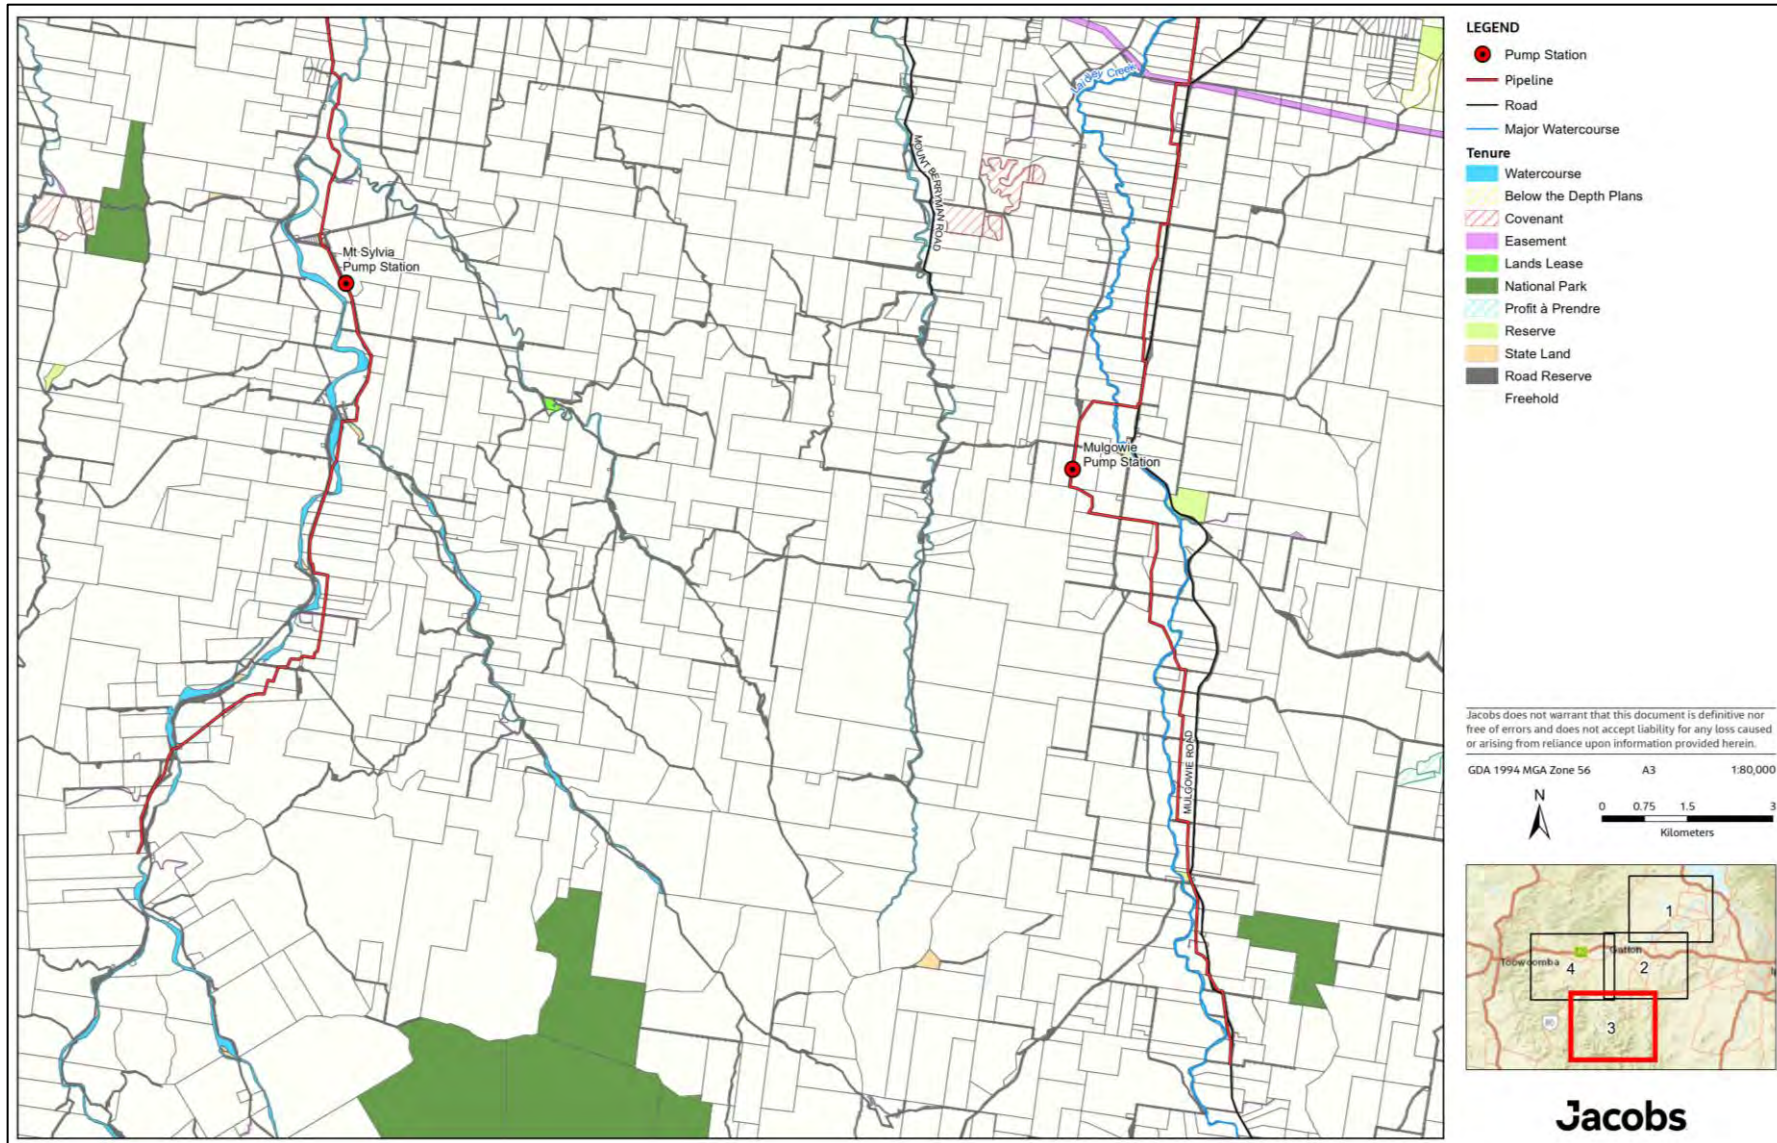 Laidley Creek
MOUNT BERRYMAN ROAD
Mt Sylvia
Pump Station
Mulgowie
Pump Station
MULGOWIE ROAD
LEGEND
Pump Station
Pipeline
Road
Major Watercourse
Tenure
Watercourse
Below the Depth Plans
Covenant
Easement
Lands Lease
National Park
Profit à Prendre
Reserve
State Land
Road Reserve
Freehold
Jacobs does not warrant that this document is definitive nor
free of errors and does not accept liability for any loss caused
or arising from reliance upon information provided herein.
GDA 1994 MGA Zone 56 A3 1:80,000
N
0 0.75 1.5 3
Kilometers
1
Toowoomba
4
Gatton
2
3
Jacobs